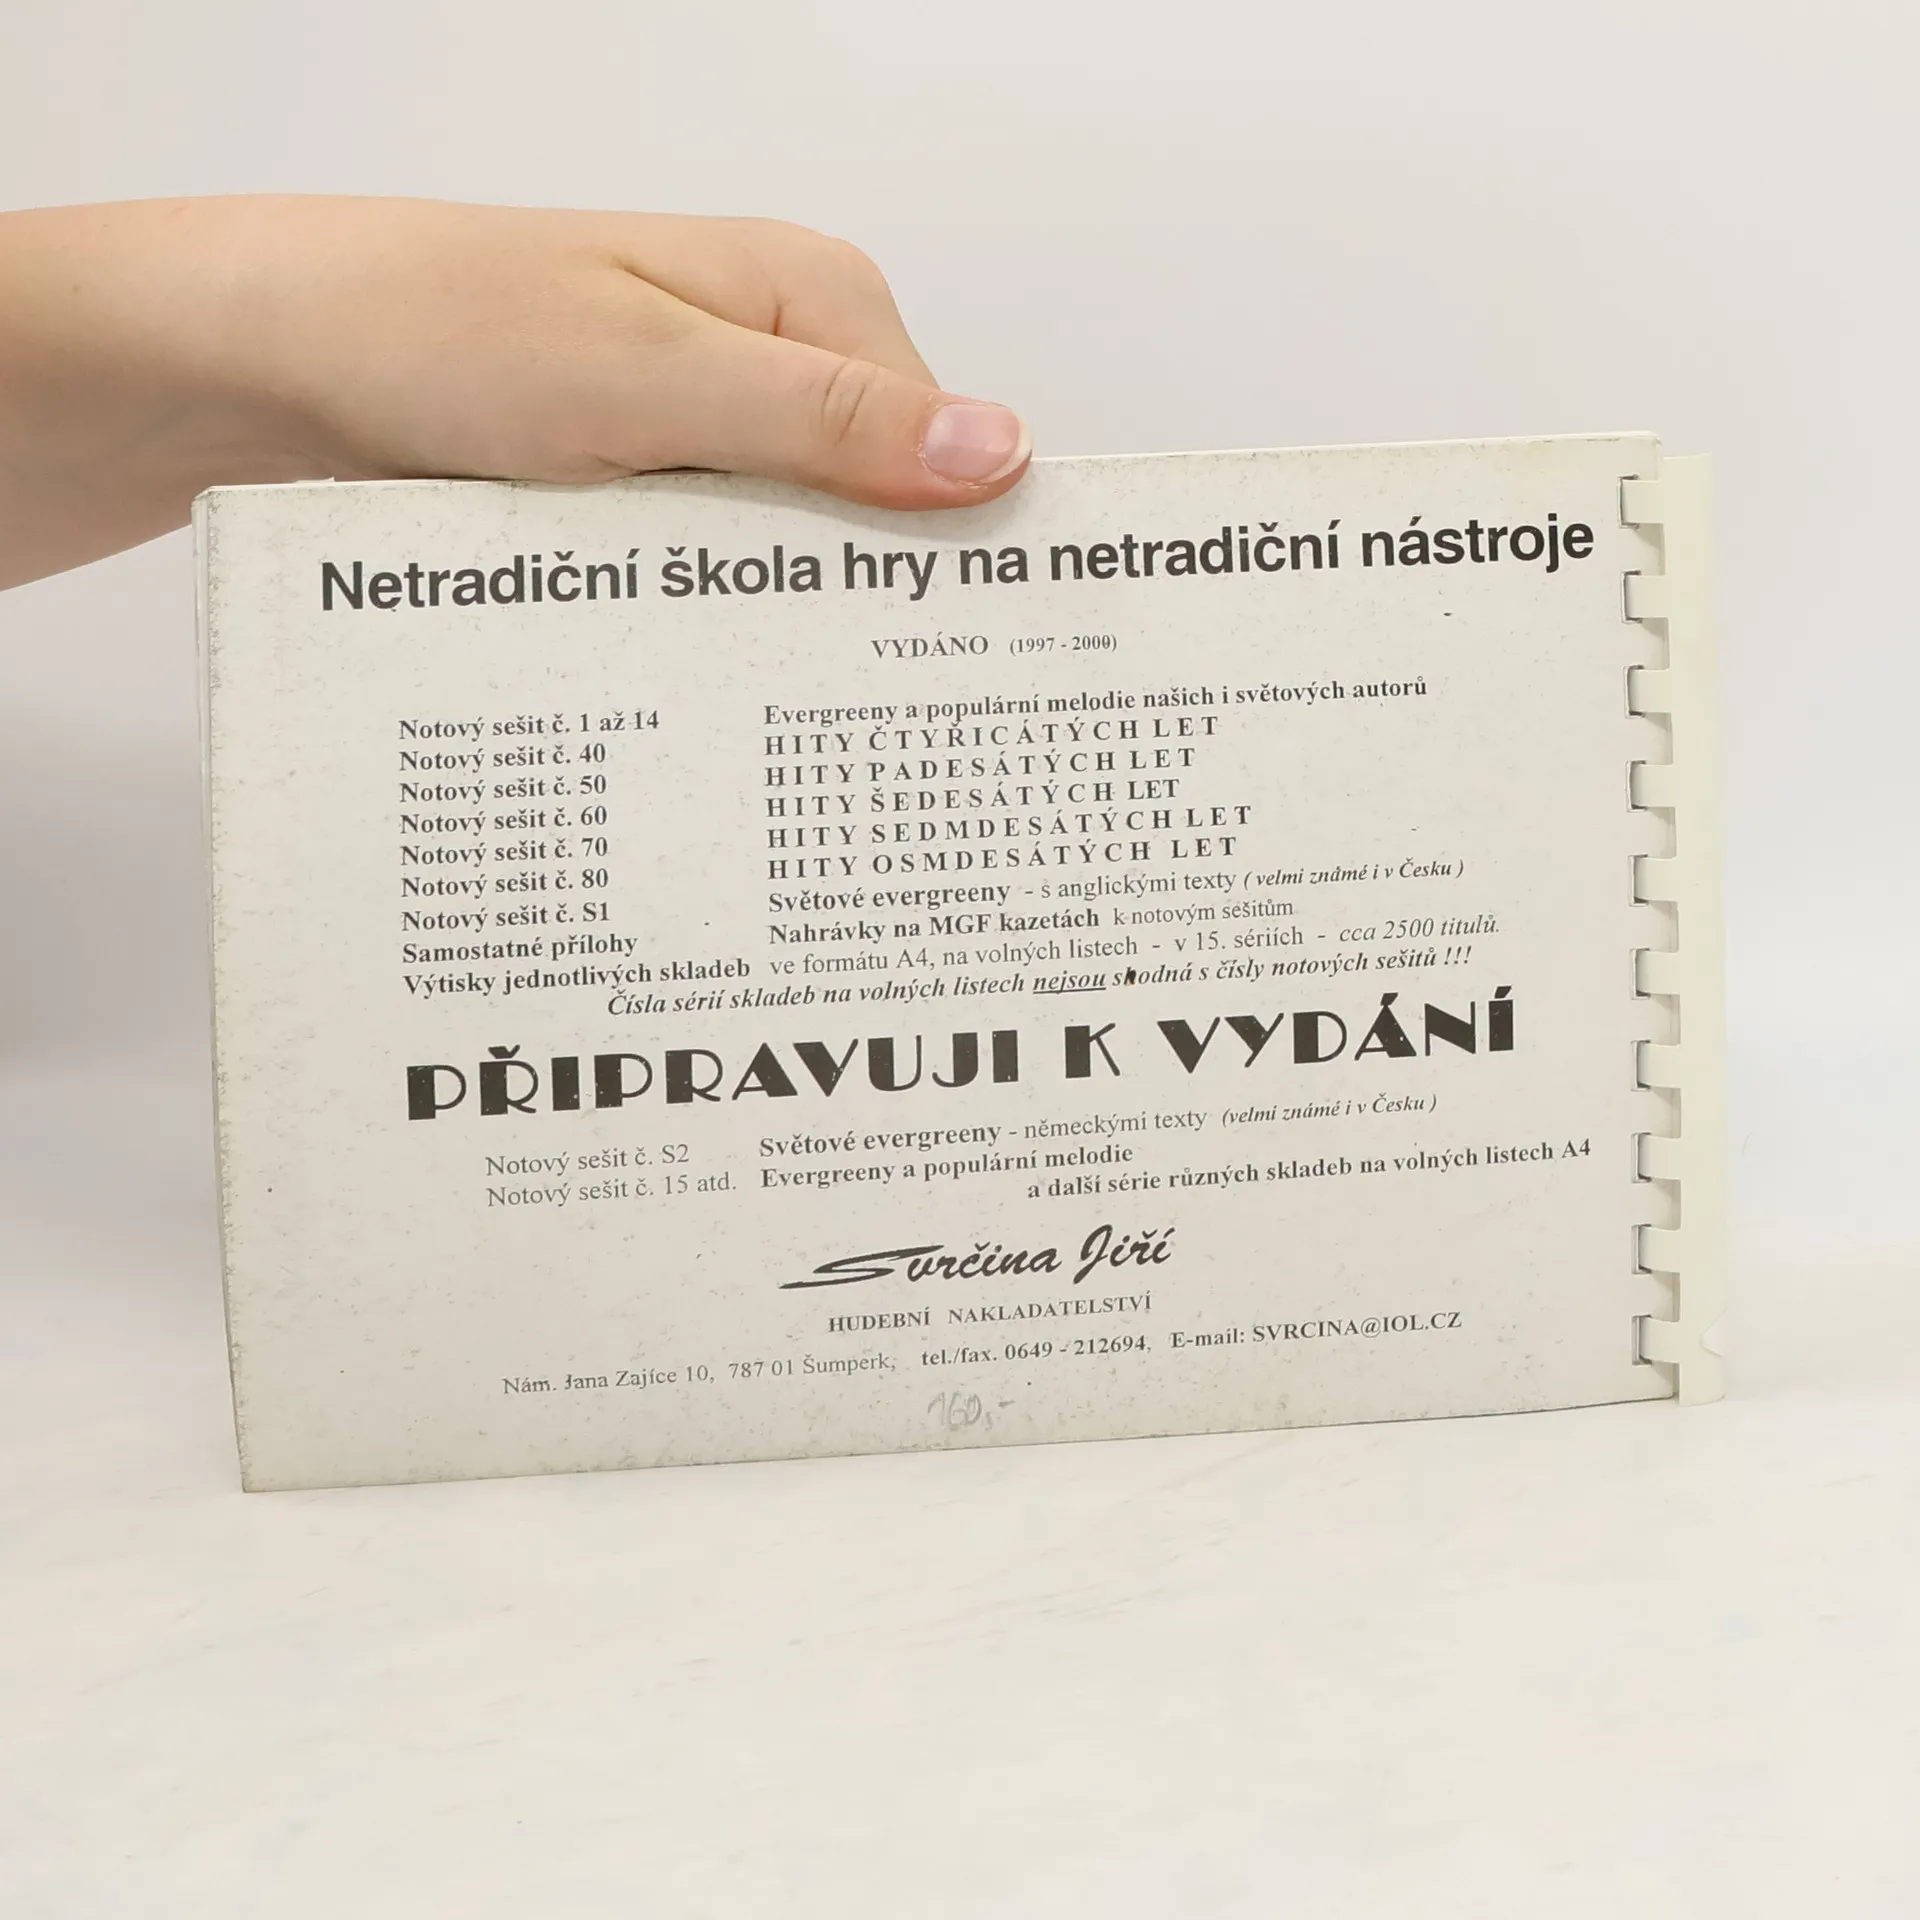 Netradiční škola hry na netradiční nástroje
VYDÁNO (1997 - 2000)
Notový sešit č. 1 až 14 Evergreeny a populární melodie našich i světových autorů
Notový sešit č. 40 HITY ČTYŘICÁTÝCH LET
Notový sešit č. 50 HITY PADESÁTÝCH LET
Notový sešit č. 60 HITY ŠEDESÁTÝCH LET
Notový sešit č. 70 HITY SEDMDESÁTÝCH LET
Notový sešit č. 80 HITY OSMDESÁTÝCH LET
Notový sešit č. S1 Světové evergreeny - s anglickými texty ( velmi známé i v Česku )
Samostatné přílohy Nahrávky na MGF kazetách k notovým sešitům
Výtisky jednotlivých skladeb ve formátu A4, na volných listech - v 15. sériích - cca 2500 titulů.
Čísla sérií skladeb na volných listech nejsou shodná s čísly notových sešitů !!!
PŘIPRAVUJI K VYDÁNÍ
Notový sešit č. S2 Světové evergreeny - německými texty (velmi známé i v Česku )
Notový sešit č. 15 atd. Evergreeny a populární melodie
a další série různých skladeb na volných listech A4
Svrčina Jiří
HUDEBNÍ NAKLADATELSTVÍ
Nám. Jana Zajíce 10, 787 01 Šumperk, tel./fax. 0649 - 212694, E-mail: SVRCINA@IOL.CZ
160,-